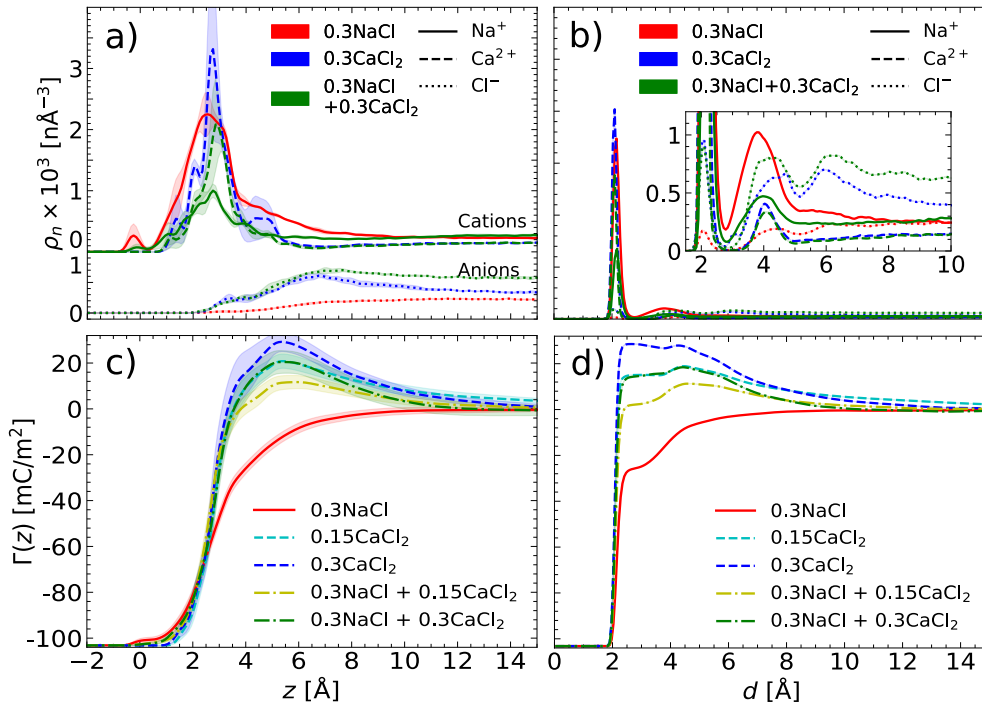 a)
0.3NaCl
0.3CaCl₂
0.3NaCl
+0.3CaCl₂
Na⁺
Ca²⁺
Cl⁻
Cations
Anions
3
2
1
0
1
0
ρₙ × 10³ [nÅ⁻³]
b)
0.3NaCl
0.3CaCl₂
0.3NaCl+0.3CaCl₂
Na⁺
Ca²⁺
Cl⁻
1
0.5
0
2 4 6 8 10
c)
20
0
-20
-40
-60
-80
-100
Γ(z) [mC/m²]
0.3NaCl
0.15CaCl₂
0.3CaCl₂
0.3NaCl + 0.15CaCl₂
0.3NaCl + 0.3CaCl₂
−2 0 2 4 6 8 10 12 14
z [Å]
d)
0.3NaCl
0.15CaCl₂
0.3CaCl₂
0.3NaCl + 0.15CaCl₂
0.3NaCl + 0.3CaCl₂
0 2 4 6 8 10 12 14
d [Å]